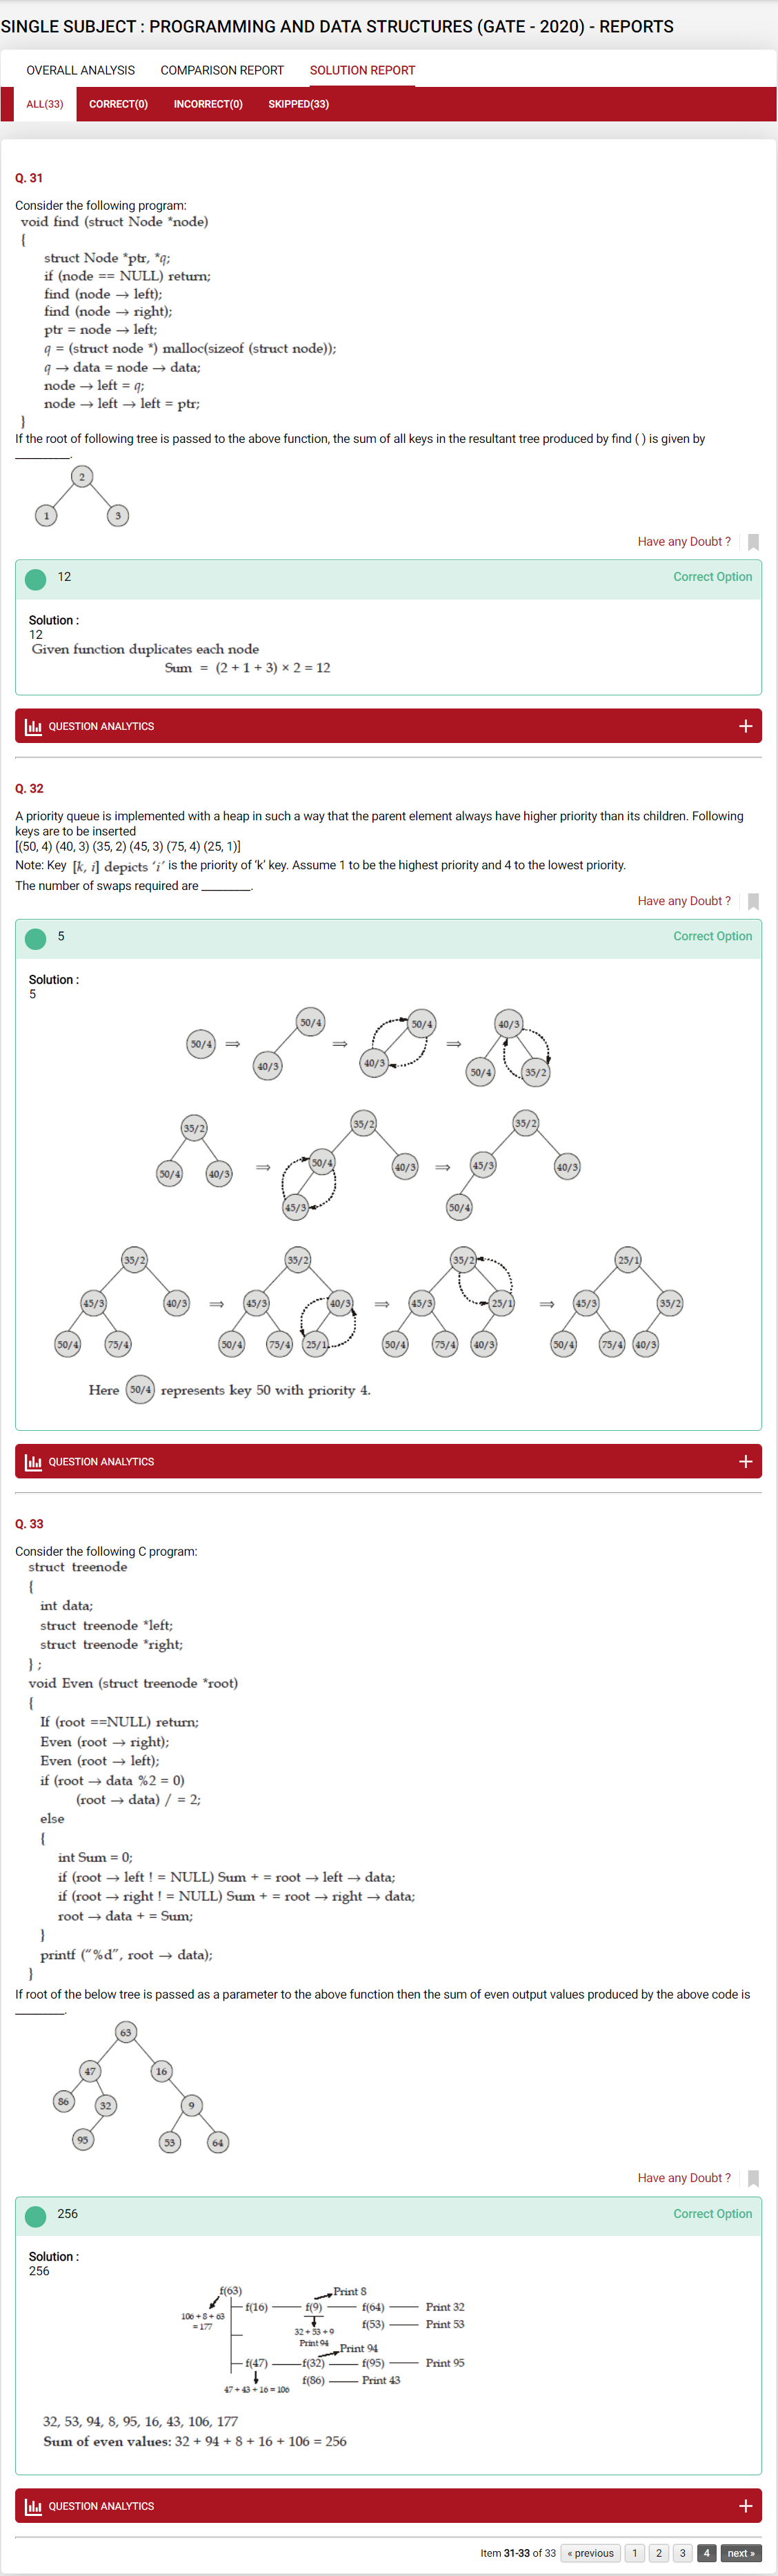 SINGLE SUBJECT : PROGRAMMING AND DATA STRUCTURES (GATE - 2020) - REPORTS
OVERALL ANALYSIS COMPARISON REPORT SOLUTION REPORT
ALL(33) CORRECT(0) INCORRECT(0) SKIPPED(33)
Q. 31
Consider the following program:
void find (struct Node *node)
{
struct Node *ptr, *q;
if (node == NULL) return;
find (node → left);
find (node → right);
ptr = node → left;
q = (struct node *) malloc(sizeof (struct node));
q → data = node → data;
node → left = q;
node → left → left = ptr;
}
If the root of following tree is passed to the above function, the sum of all keys in the resultant tree produced by find ( ) is given by
_________.
2
1 3
Have any Doubt ?
12 Correct Option
Solution :
12
Given function duplicates each node
Sum = (2 + 1 + 3) × 2 = 12
QUESTION ANALYTICS +
Q. 32
A priority queue is implemented with a heap in such a way that the parent element always have higher priority than its children. Following
keys are to be inserted
[(50, 4) (40, 3) (35, 2) (45, 3) (75, 4) (25, 1)]
Note: Key [k, i] depicts 'i' is the priority of 'k' key. Assume 1 to be the highest priority and 4 to the lowest priority.
The number of swaps required are ________.
Have any Doubt ?
5 Correct Option
Solution :
5
50/4 ⇒ 50/4 ⇒ 50/4 ⇒ 40/3
40/3 40/3 50/4 35/2
35/2 35/2 35/2
50/4 40/3 ⇒ 50/4 40/3 ⇒ 45/3 40/3
45/3 50/4
35/2 35/2 35/2 25/1
45/3 40/3 ⇒ 45/3 40/3 ⇒ 45/3 25/1 ⇒ 45/3 35/2
50/4 75/4 50/4 75/4 25/1 50/4 75/4 40/3 50/4 75/4 40/3
Here 50/4 represents key 50 with priority 4.
QUESTION ANALYTICS +
Q. 33
Consider the following C program:
struct treenode
{
int data;
struct treenode *left;
struct treenode *right;
} ;
void Even (struct treenode *root)
{
If (root ==NULL) return;
Even (root → right);
Even (root → left);
if (root → data %2 = 0)
(root → data) / = 2;
else
{
int Sum = 0;
if (root → left ! = NULL) Sum + = root → left → data;
if (root → right ! = NULL) Sum + = root → right → data;
root → data + = Sum;
}
printf ("%d", root → data);
}
If root of the below tree is passed as a parameter to the above function then the sum of even output values produced by the above code is
________.
63
47 16
86 32 9
95 53 64
Have any Doubt ?
256 Correct Option
Solution :
256
f(63) Print 8
f(16) f(9) f(64) Print 32
106 + 8 + 63
= 177
f(53) Print 53
32 + 53 + 9
Print 94 Print 94
f(47) f(32) f(95) Print 95
f(86) Print 43
47 + 43 + 16 = 106
32, 53, 94, 8, 95, 16, 43, 106, 177
Sum of even values: 32 + 94 + 8 + 16 + 106 = 256
QUESTION ANALYTICS +
Item 31-33 of 33 « previous 1 2 3 4 next »